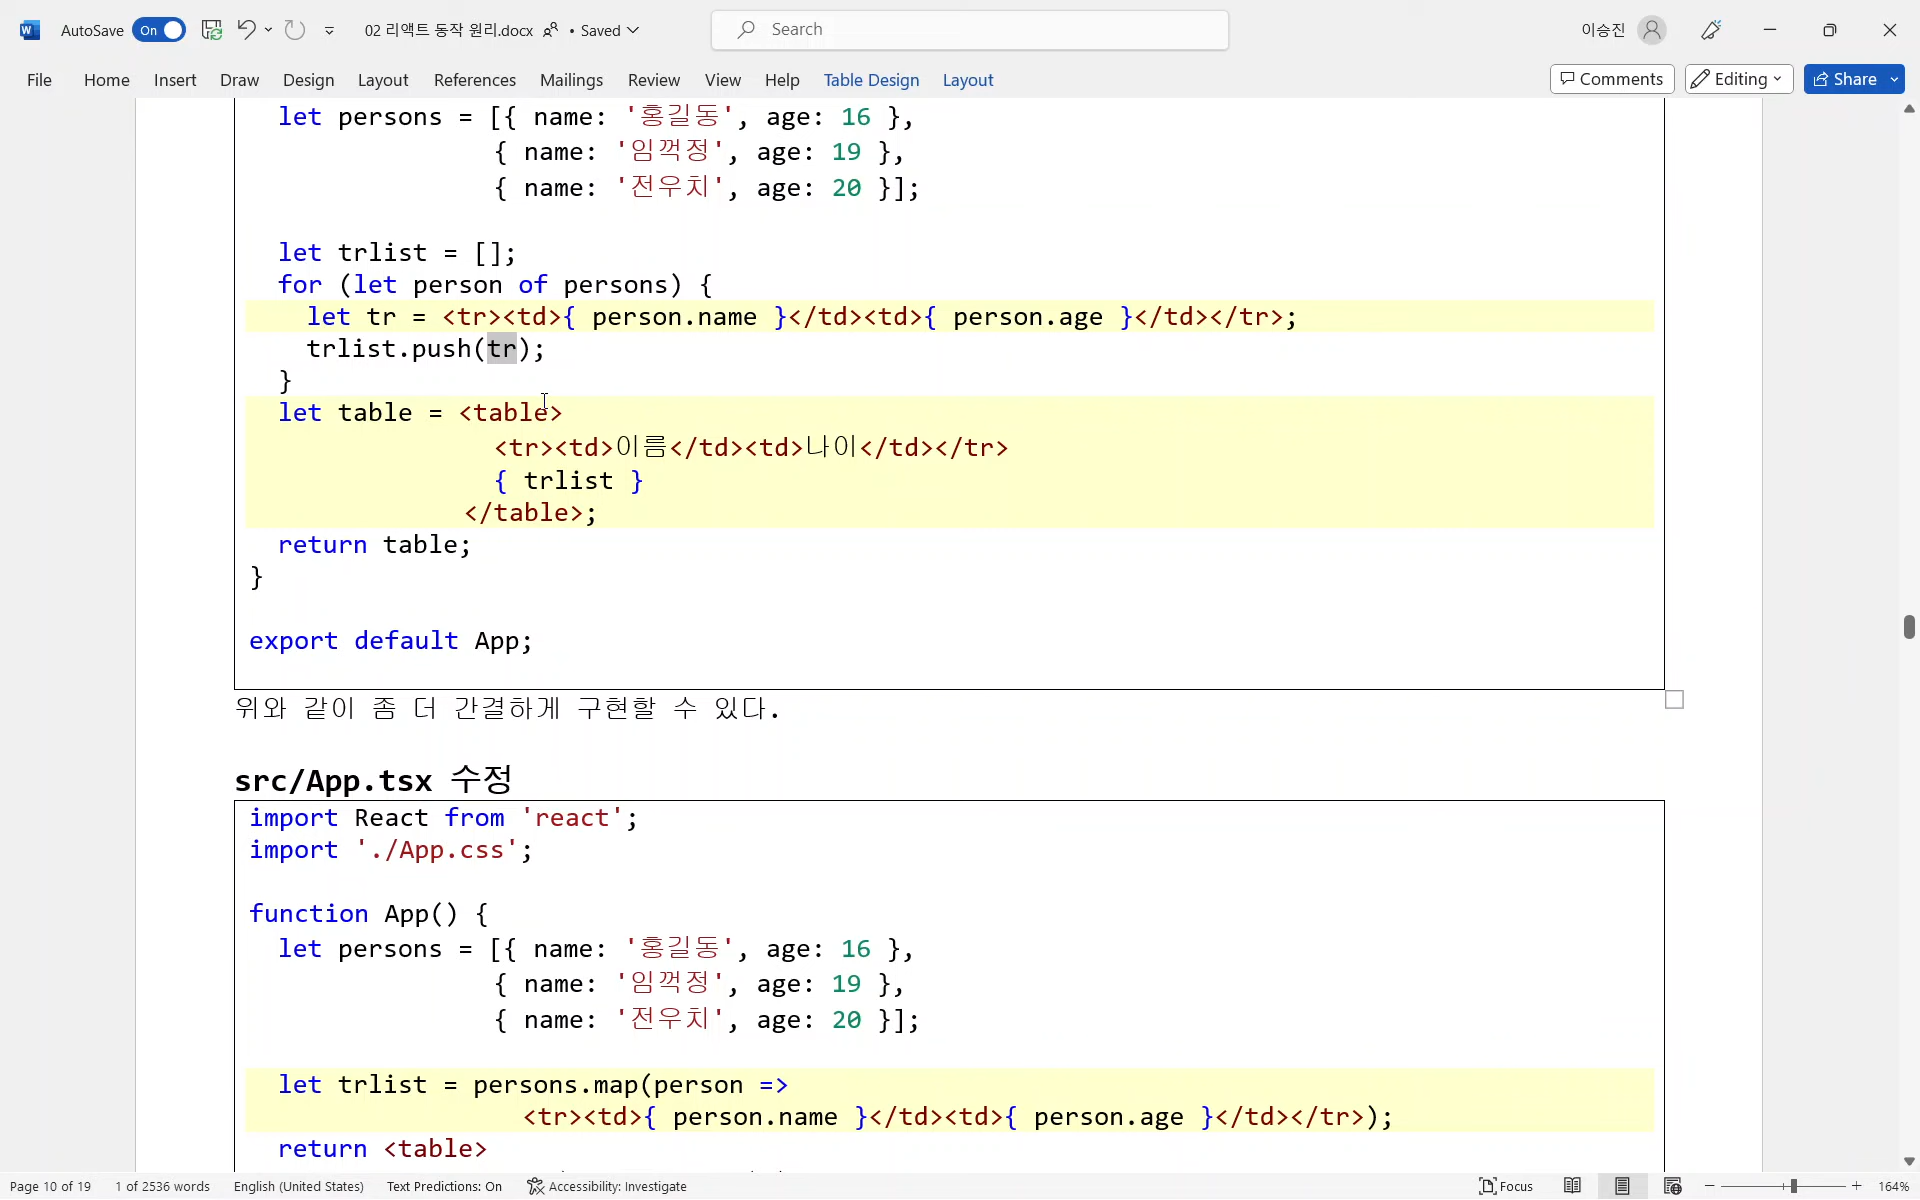 AutoSave On 02 리액트 동작 원리.docx • Saved Search 이승진
File Home Insert Draw Design Layout References Mailings Review View Help Table Design Layout Comments Editing Share
let persons = [{ name: '홍길동', age: 16 },
{ name: '임꺽정', age: 19 },
{ name: '전우치', age: 20 }];
let trlist = [];
for (let person of persons) {
let tr = <tr><td>{ person.name }</td><td>{ person.age }</td></tr>;
trlist.push(tr);
}
let table = <table>
<tr><td>이름</td><td>나이</td></tr>
{ trlist }
</table>;
return table;
}
export default App;
위와 같이 좀 더 간결하게 구현할 수 있다.
src/App.tsx 수정
import React from 'react';
import './App.css';
function App() {
let persons = [{ name: '홍길동', age: 16 },
{ name: '임꺽정', age: 19 },
{ name: '전우치', age: 20 }];
let trlist = persons.map(person =>
<tr><td>{ person.name }</td><td>{ person.age }</td></tr>);
return <table>
Page 10 of 19 1 of 2536 words English (United States) Text Predictions: On Accessibility: Investigate Focus 164%